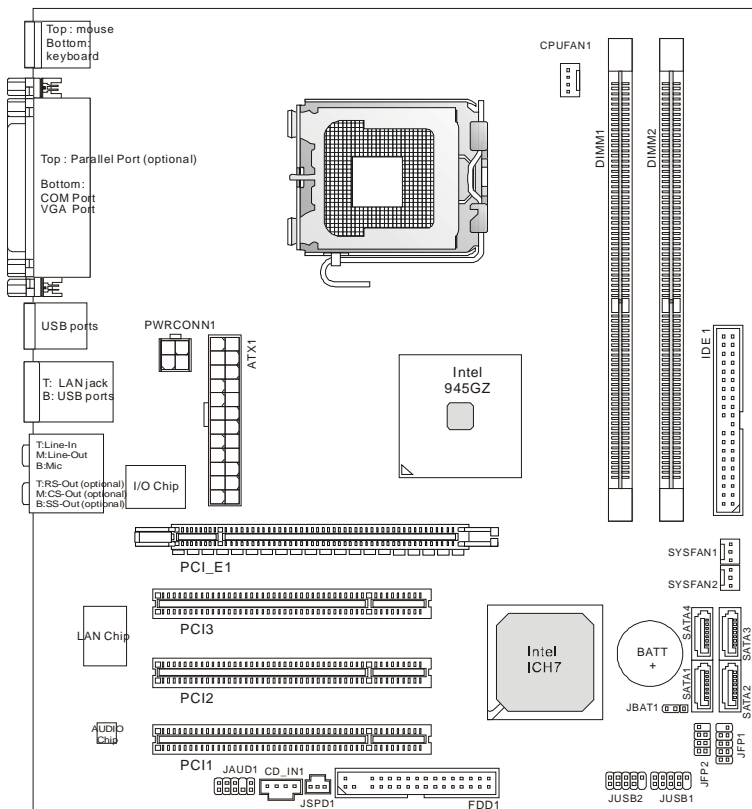 Top : mouse
Bottom:
keyboard
CPUFAN1
DIMM1
DIMM2
Top : Parallel Port (optional)
Bottom:
COM Port
VGA Port
USB ports
PWRCONN1
ATX1
IDE 1
T: LAN jack
B: USB ports
Intel
945GZ
T:Line-In
M:Line-Out
B:Mic
T:RS-Out (optional)
M:CS-Out (optional)
B:SS-Out (optional)
I/O Chip
SYSFAN1
PCI_E1
SYSFAN2
PCI3
LAN Chip
Intel
ICH7
BATT
+
SATA4
SATA3
SATA1
SATA2
PCI2
JBAT1
AUDIO
Chip
PCI1
JFP2
JFP1
JAUD1
CD_IN1
JSPD1
FDD1
JUSB2
JUSB1